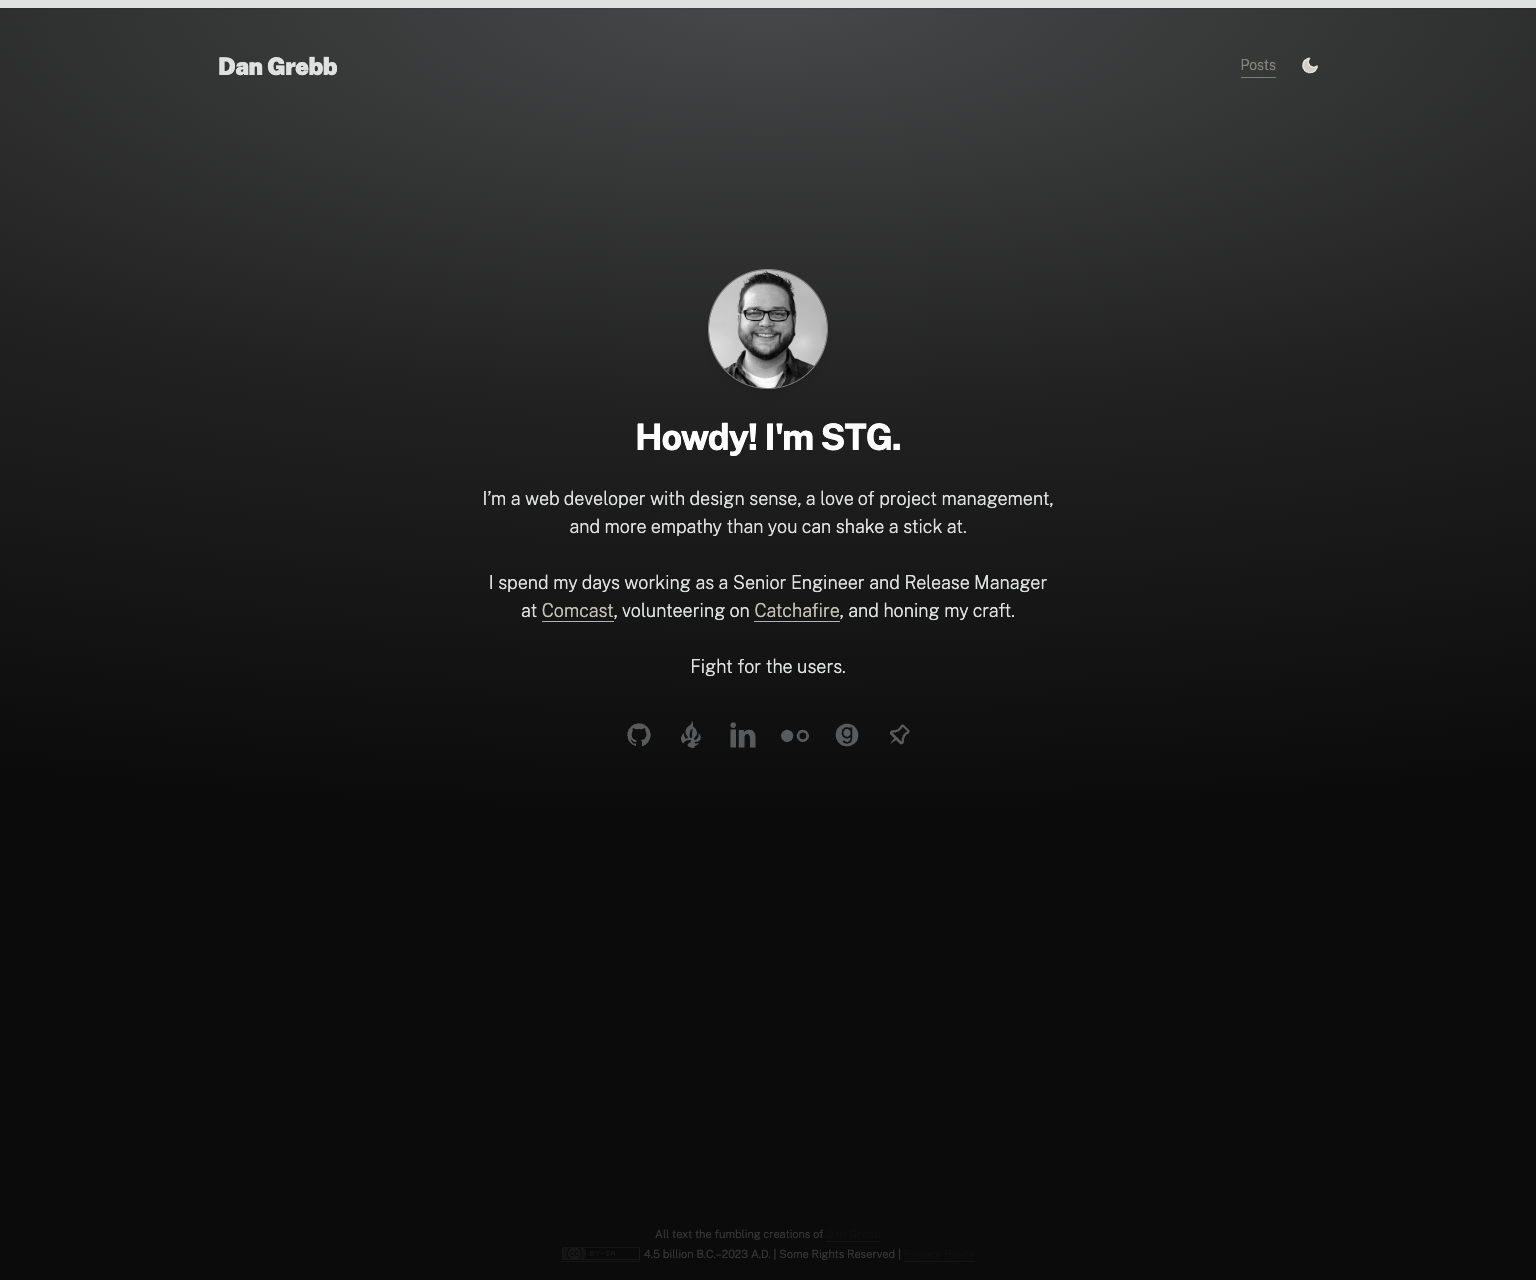 Dan Grebb
Posts
Howdy! I'm STG.
I’m a web developer with design sense, a love of project management,
and more empathy than you can shake a stick at.
I spend my days working as a Senior Engineer and Release Manager
at Comcast, volunteering on Catchafire, and honing my craft.
Fight for the users.
All text the fumbling creations of
4.5 billion B.C.–2023 A.D. | Some Rights Reserved |